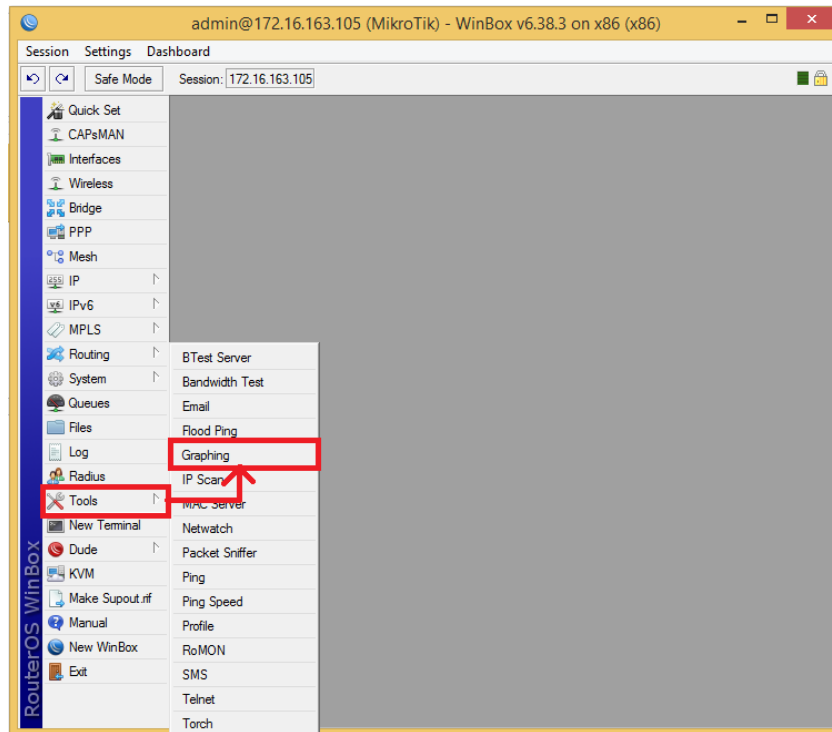 admin@172.16.163.105 (MikroTik) - WinBox v6.38.3 on x86 (x86)
Session Settings Dashboard
Safe Mode Session: 172.16.163.105
Quick Set
CAPsMAN
Interfaces
Wireless
Bridge
PPP
Mesh
IP
IPv6
MPLS
Routing
System
Queues
Files
Log
Radius
Tools
New Terminal
Dude
KVM
Make Supout.rif
Manual
New WinBox
Exit
RouterOS WinBox
BTest Server
Bandwidth Test
Email
Flood Ping
Graphing
IP Scan
MAC Server
Netwatch
Packet Sniffer
Ping
Ping Speed
Profile
RoMON
SMS
Telnet
Torch